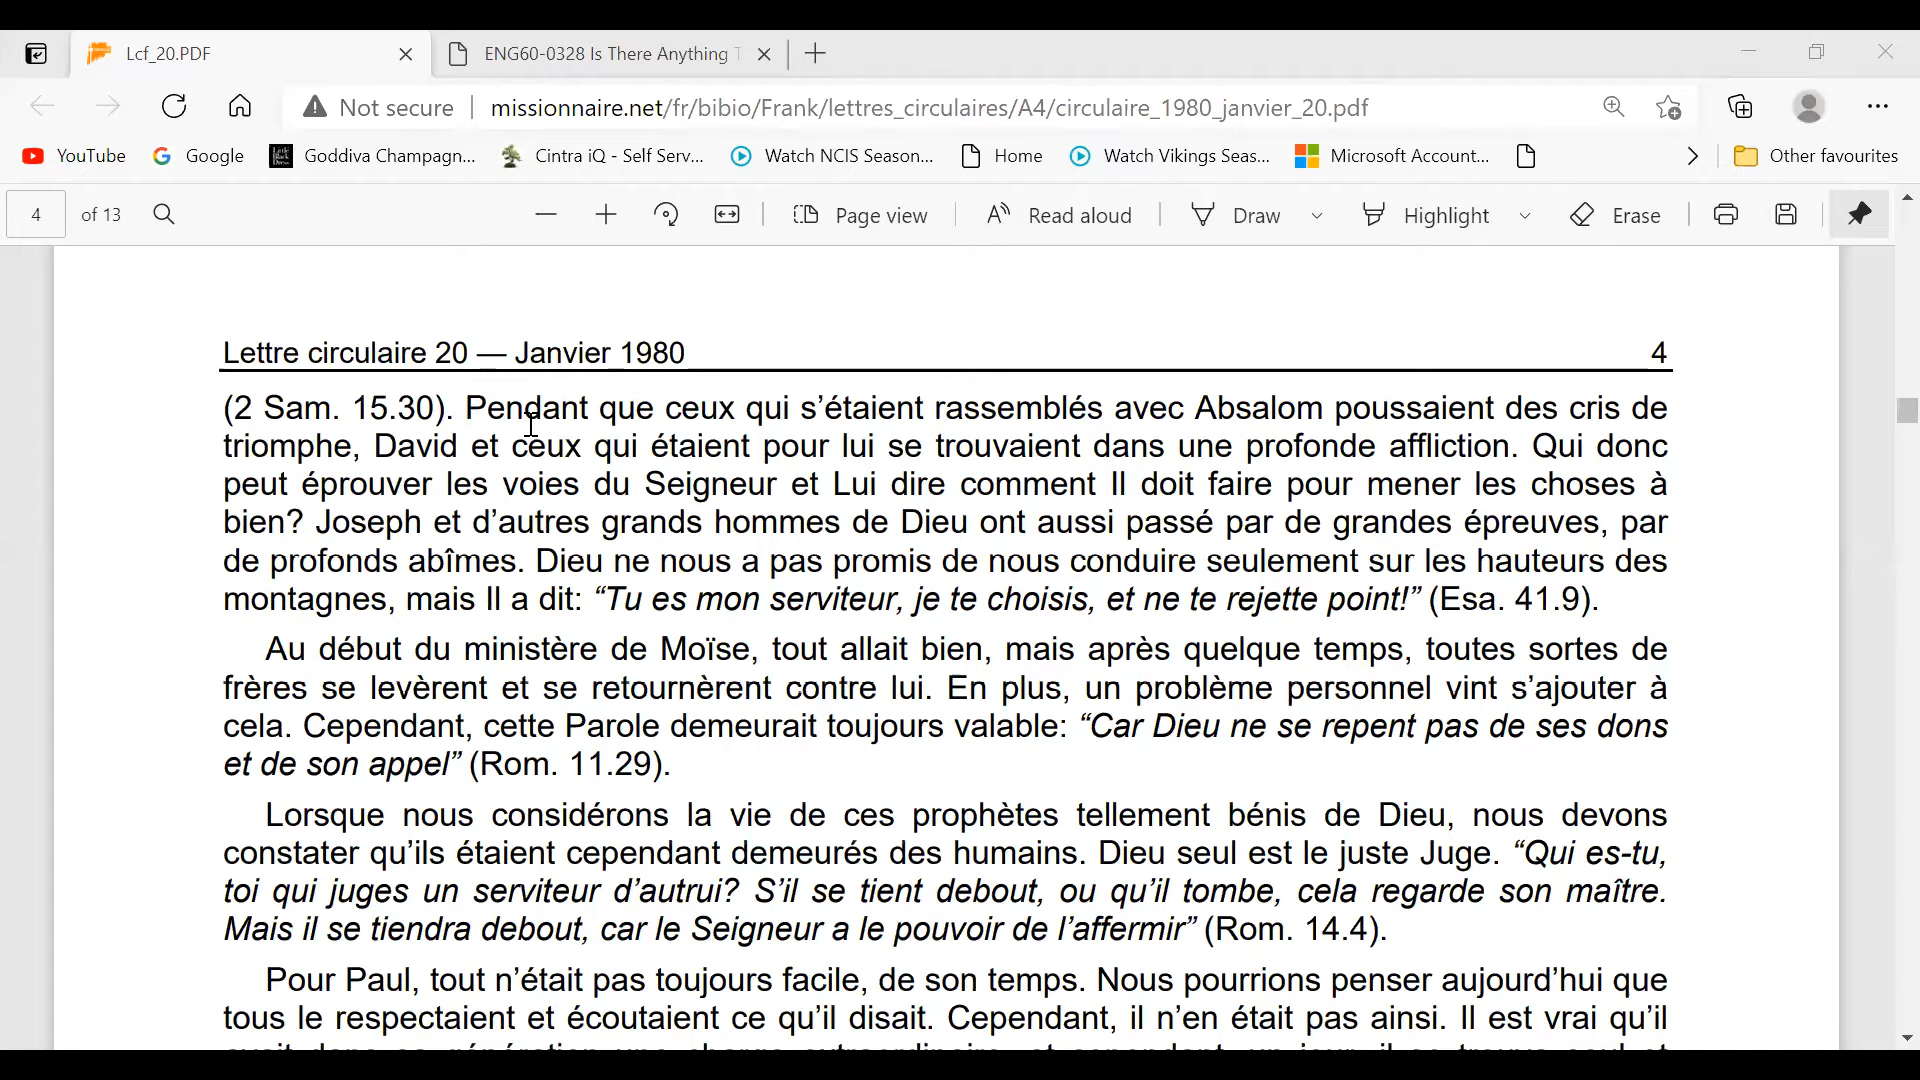 Lcf_20.PDF
ENG60-0328 Is There Anything T
Not secure
missionnaire.net/fr/bibio/Frank/lettres_circulaires/A4/circulaire_1980_janvier_20.pdf
YouTube Google Goddiva Champagn... Cintra iQ - Self Serv... Watch NCIS Season... Home Watch Vikings Seas... Microsoft Account... Other favourites
4 of 13 Page view Read aloud Draw Highlight Erase
Lettre circulaire 20 — Janvier 1980 4
(2 Sam. 15.30). Pendant que ceux qui s’étaient rassemblés avec Absalom poussaient des cris de
triomphe, David et ceux qui étaient pour lui se trouvaient dans une profonde affliction. Qui donc
peut éprouver les voies du Seigneur et Lui dire comment Il doit faire pour mener les choses à
bien? Joseph et d’autres grands hommes de Dieu ont aussi passé par de grandes épreuves, par
de profonds abîmes. Dieu ne nous a pas promis de nous conduire seulement sur les hauteurs des
montagnes, mais Il a dit: “Tu es mon serviteur, je te choisis, et ne te rejette point!” (Esa. 41.9).
Au début du ministère de Moïse, tout allait bien, mais après quelque temps, toutes sortes de
frères se levèrent et se retournèrent contre lui. En plus, un problème personnel vint s’ajouter à
cela. Cependant, cette Parole demeurait toujours valable: “Car Dieu ne se repent pas de ses dons
et de son appel” (Rom. 11.29).
Lorsque nous considérons la vie de ces prophètes tellement bénis de Dieu, nous devons
constater qu’ils étaient cependant demeurés des humains. Dieu seul est le juste Juge. “Qui es-tu,
toi qui juges un serviteur d’autrui? S’il se tient debout, ou qu’il tombe, cela regarde son maître.
Mais il se tiendra debout, car le Seigneur a le pouvoir de l’affermir” (Rom. 14.4).
Pour Paul, tout n’était pas toujours facile, de son temps. Nous pourrions penser aujourd’hui que
tous le respectaient et écoutaient ce qu’il disait. Cependant, il n’en était pas ainsi. Il est vrai qu’il